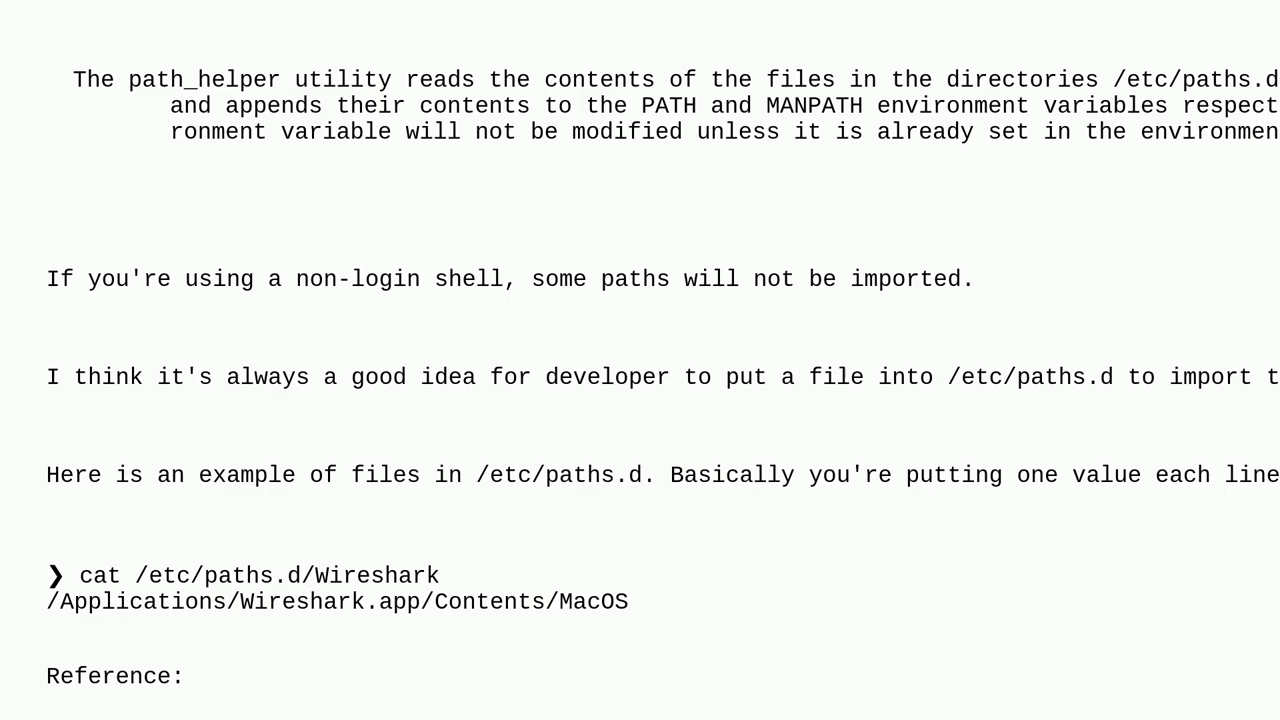 The path_helper utility reads the contents of the files in the directories /etc/paths.d
and appends their contents to the PATH and MANPATH environment variables respect
ronment variable will not be modified unless it is already set in the environmen
If you're using a non-login shell, some paths will not be imported.
I think it's always a good idea for developer to put a file into /etc/paths.d to import t
Here is an example of files in /etc/paths.d. Basically you're putting one value each line
❯ cat /etc/paths.d/Wireshark
/Applications/Wireshark.app/Contents/MacOS
Reference: